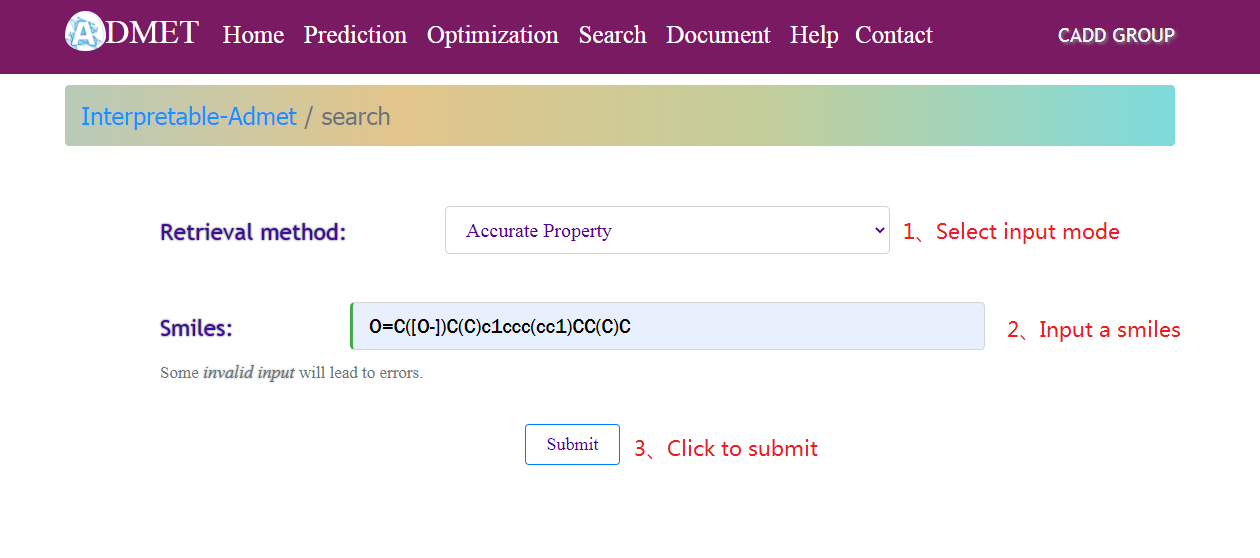 ADMET Home Prediction Optimization Search Document Help Contact CADD GROUP
Interpretable-Admet / search
Retrieval method: Accurate Property 1、Select input mode
Smiles: O=C([O-])C(C)c1ccc(cc1)CC(C)C 2、Input a smiles
Some invalid input will lead to errors.
Submit 3、Click to submit